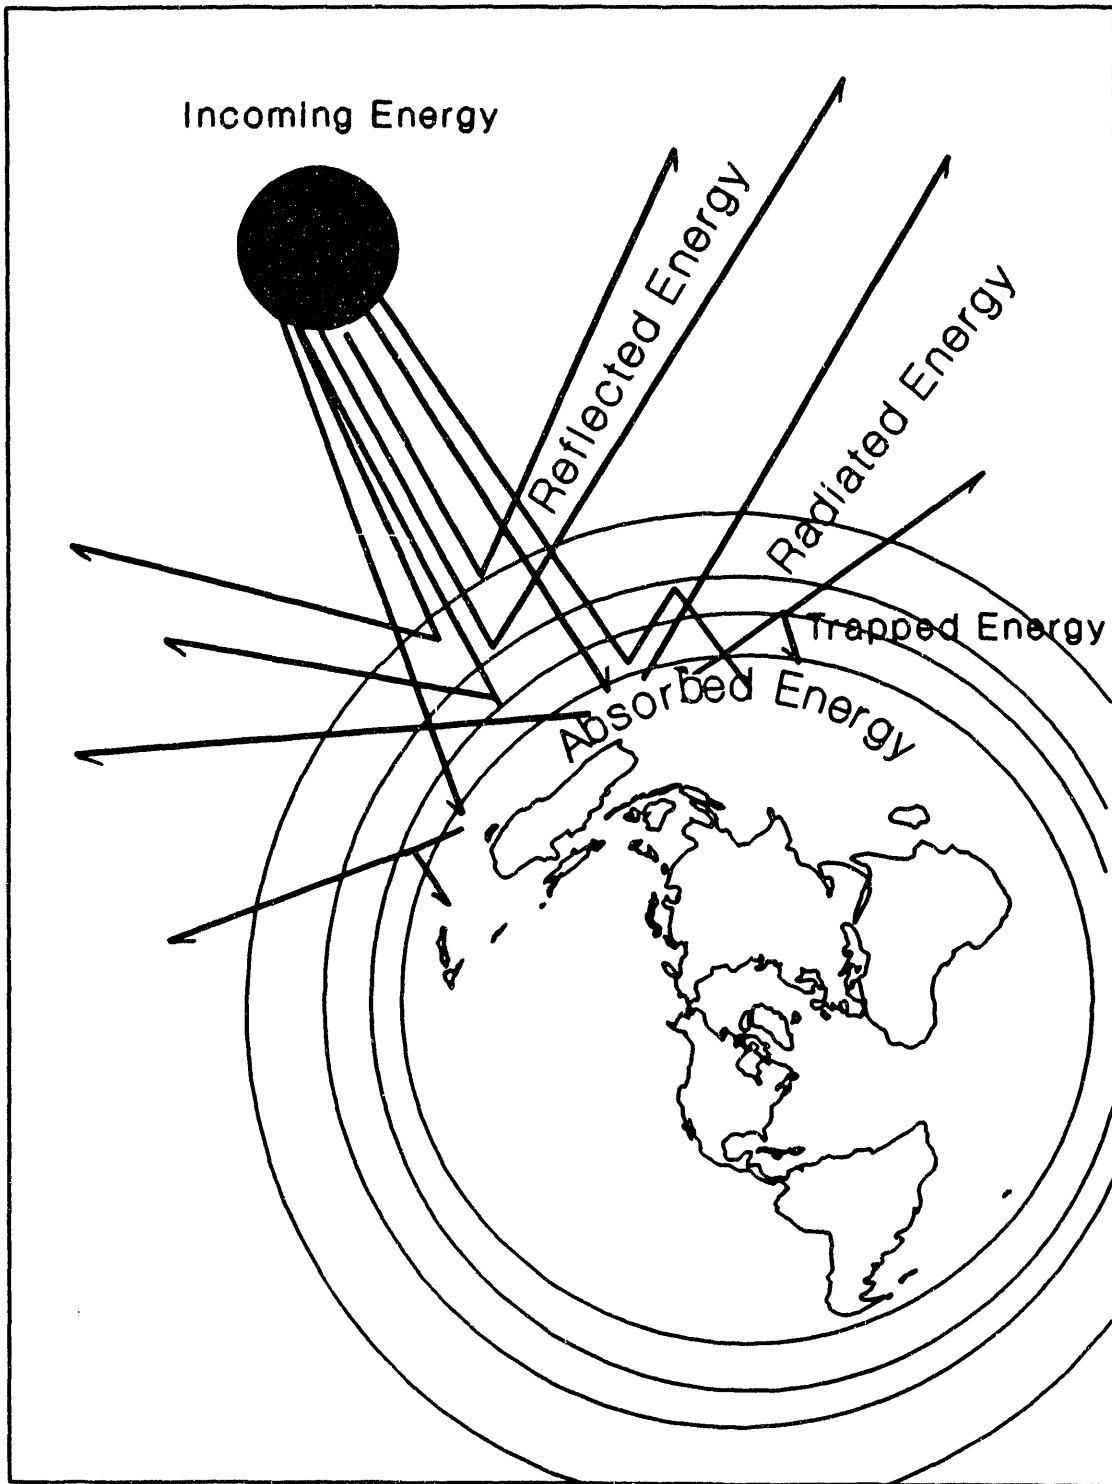 Incoming Energy
Reflected Energy
Radiated Energy
Trapped Energy
Absorbed Energy